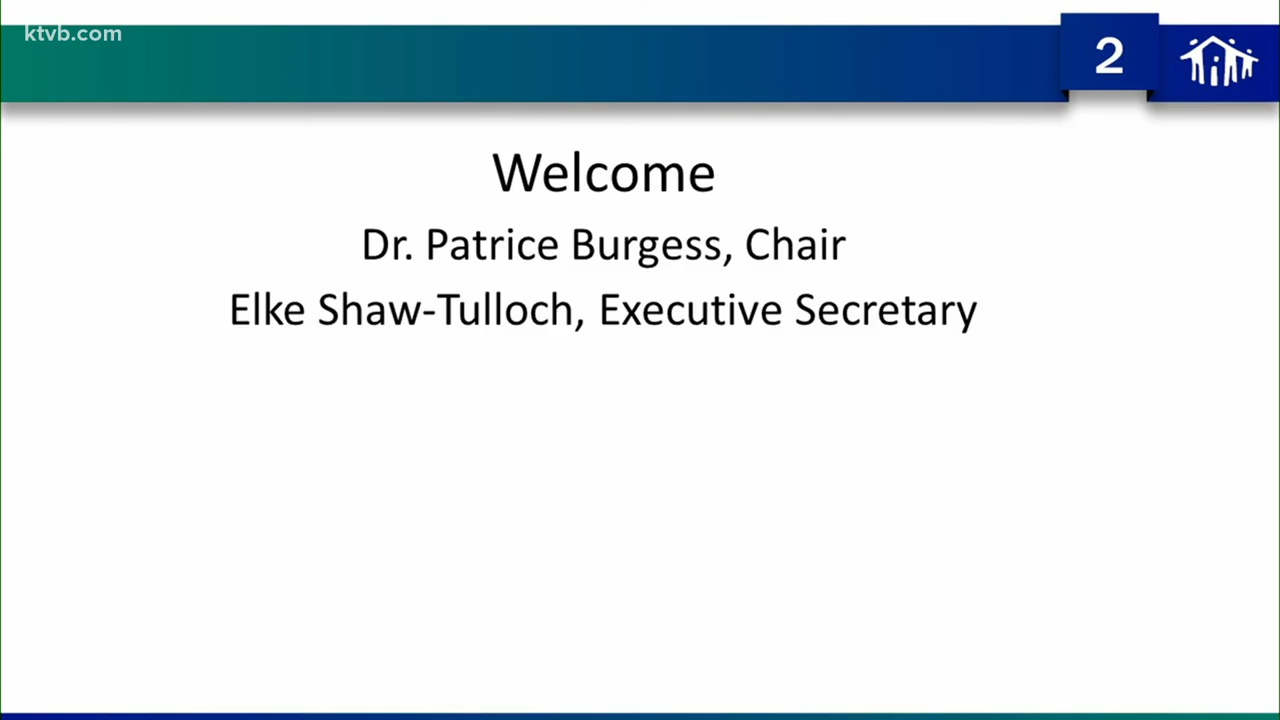 ktvb.com
2
Welcome
Dr. Patrice Burgess, Chair
Elke Shaw-Tulloch, Executive Secretary